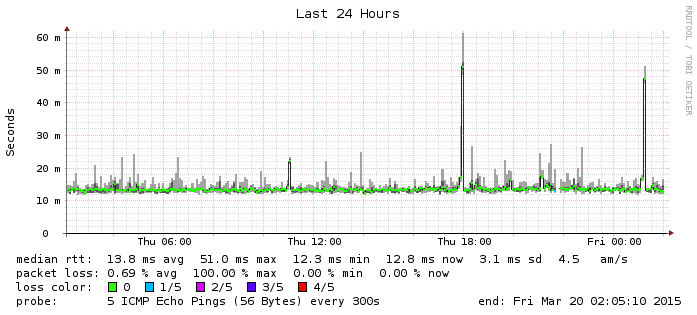 Last 24 Hours
RRDTOOL / TOBI OETIKER
Seconds
60 m
50 m
40 m
30 m
20 m
10 m
0
Thu 06:00 Thu 12:00 Thu 18:00 Fri 00:00
median rtt: 13.8 ms avg 51.0 ms max 12.3 ms min 12.8 ms now 3.1 ms sd 4.5 am/s
packet loss: 0.69 % avg 100.00 % max 0.00 % min 0.00 % now
loss color: 0 1/5 2/5 3/5 4/5
probe: 5 ICMP Echo Pings (56 Bytes) every 300s end: Fri Mar 20 02:05:10 2015